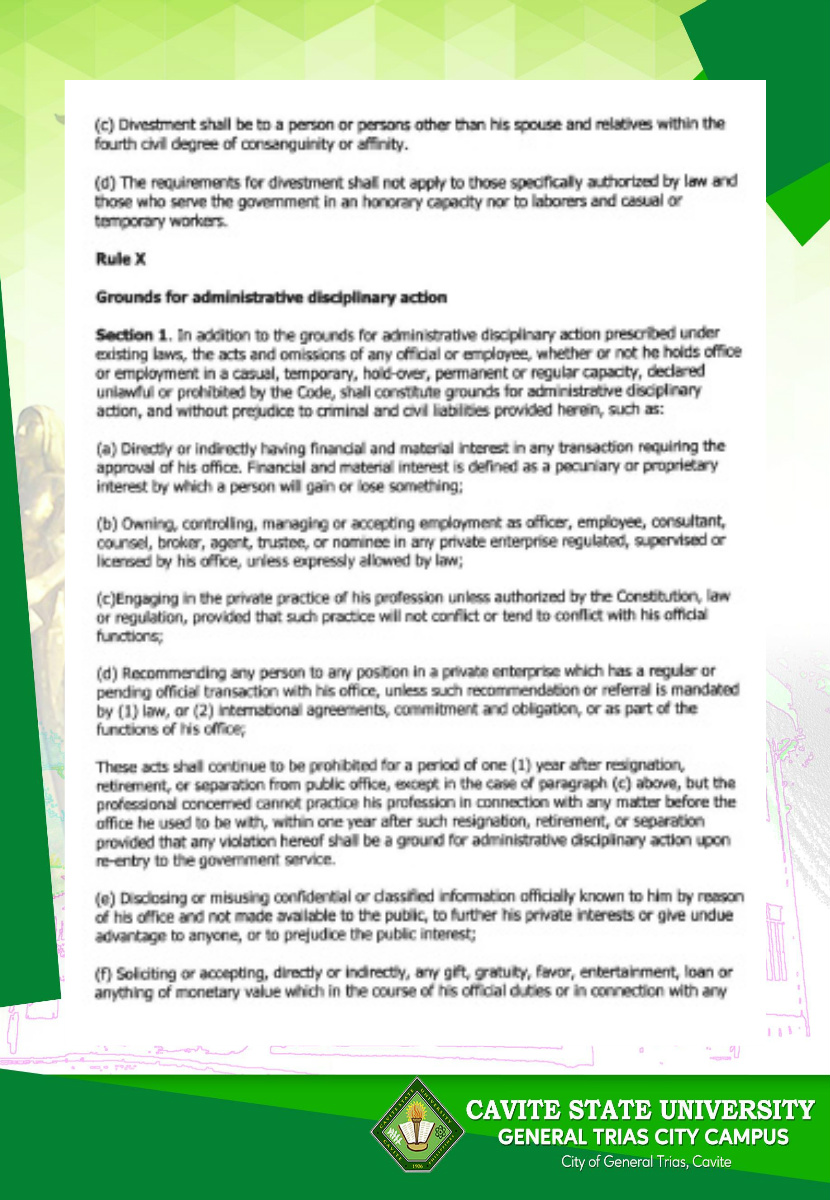 (c) Divestment shall be to a person or persons other than his spouse and relatives within the
fourth civil degree of consanguinity or affinity.
(d) The requirements for divestment shall not apply to those specifically authorized by law and
those who serve the government in an honorary capacity nor to laborers and casual or
temporary workers.
Rule X
Grounds for administrative disciplinary action
Section 1. In addition to the grounds for administrative disciplinary action prescribed under
existing laws, the acts and omissions of any official or employee, whether or not he holds office
or employment in a casual, temporary, hold-over, permanent or regular capacity, declared
unlawful or prohibited by the Code, shall constitute grounds for administrative disciplinary
action, and without prejudice to criminal and civil liabilities provided herein, such as:
(a) Directly or indirectly having financial and material interest in any transaction requiring the
approval of his office. Financial and material interest is defined as a pecuniary or proprietary
interest by which a person will gain or lose something;
(b) Owning, controlling, managing or accepting employment as officer, employee, consultant,
counsel, broker, agent, trustee, or nominee in any private enterprise regulated, supervised or
licensed by his office, unless expressly allowed by law;
(c)Engaging in the private practice of his profession unless authorized by the Constitution, law
or regulation, provided that such practice will not conflict or tend to conflict with his official
functions;
(d) Recommending any person to any position in a private enterprise which has a regular or
pending official transaction with his office, unless such recommendation or referral is mandated
by (1) law, or (2) international agreements, commitment and obligation, or as part of the
functions of his office;
These acts shall continue to be prohibited for a period of one (1) year after resignation,
retirement, or separation from public office, except in the case of paragraph (c) above, but the
professional concerned cannot practice his profession in connection with any matter before the
office he used to be with, within one year after such resignation, retirement, or separation
provided that any violation hereof shall be a ground for administrative disciplinary action upon
re-entry to the government service.
(e) Disclosing or misusing confidential or classified information officially known to him by reason
of his office and not made available to the public, to further his private interests or give undue
advantage to anyone, or to prejudice the public interest;
(f) Soliciting or accepting, directly or indirectly, any gift, gratuity, favor, entertainment, loan or
anything of monetary value which in the course of his official duties or in connection with any
CAVITE STATE UNIVERSITY
GENERAL TRIAS CITY CAMPUS
City of General Trias, Cavite
1906